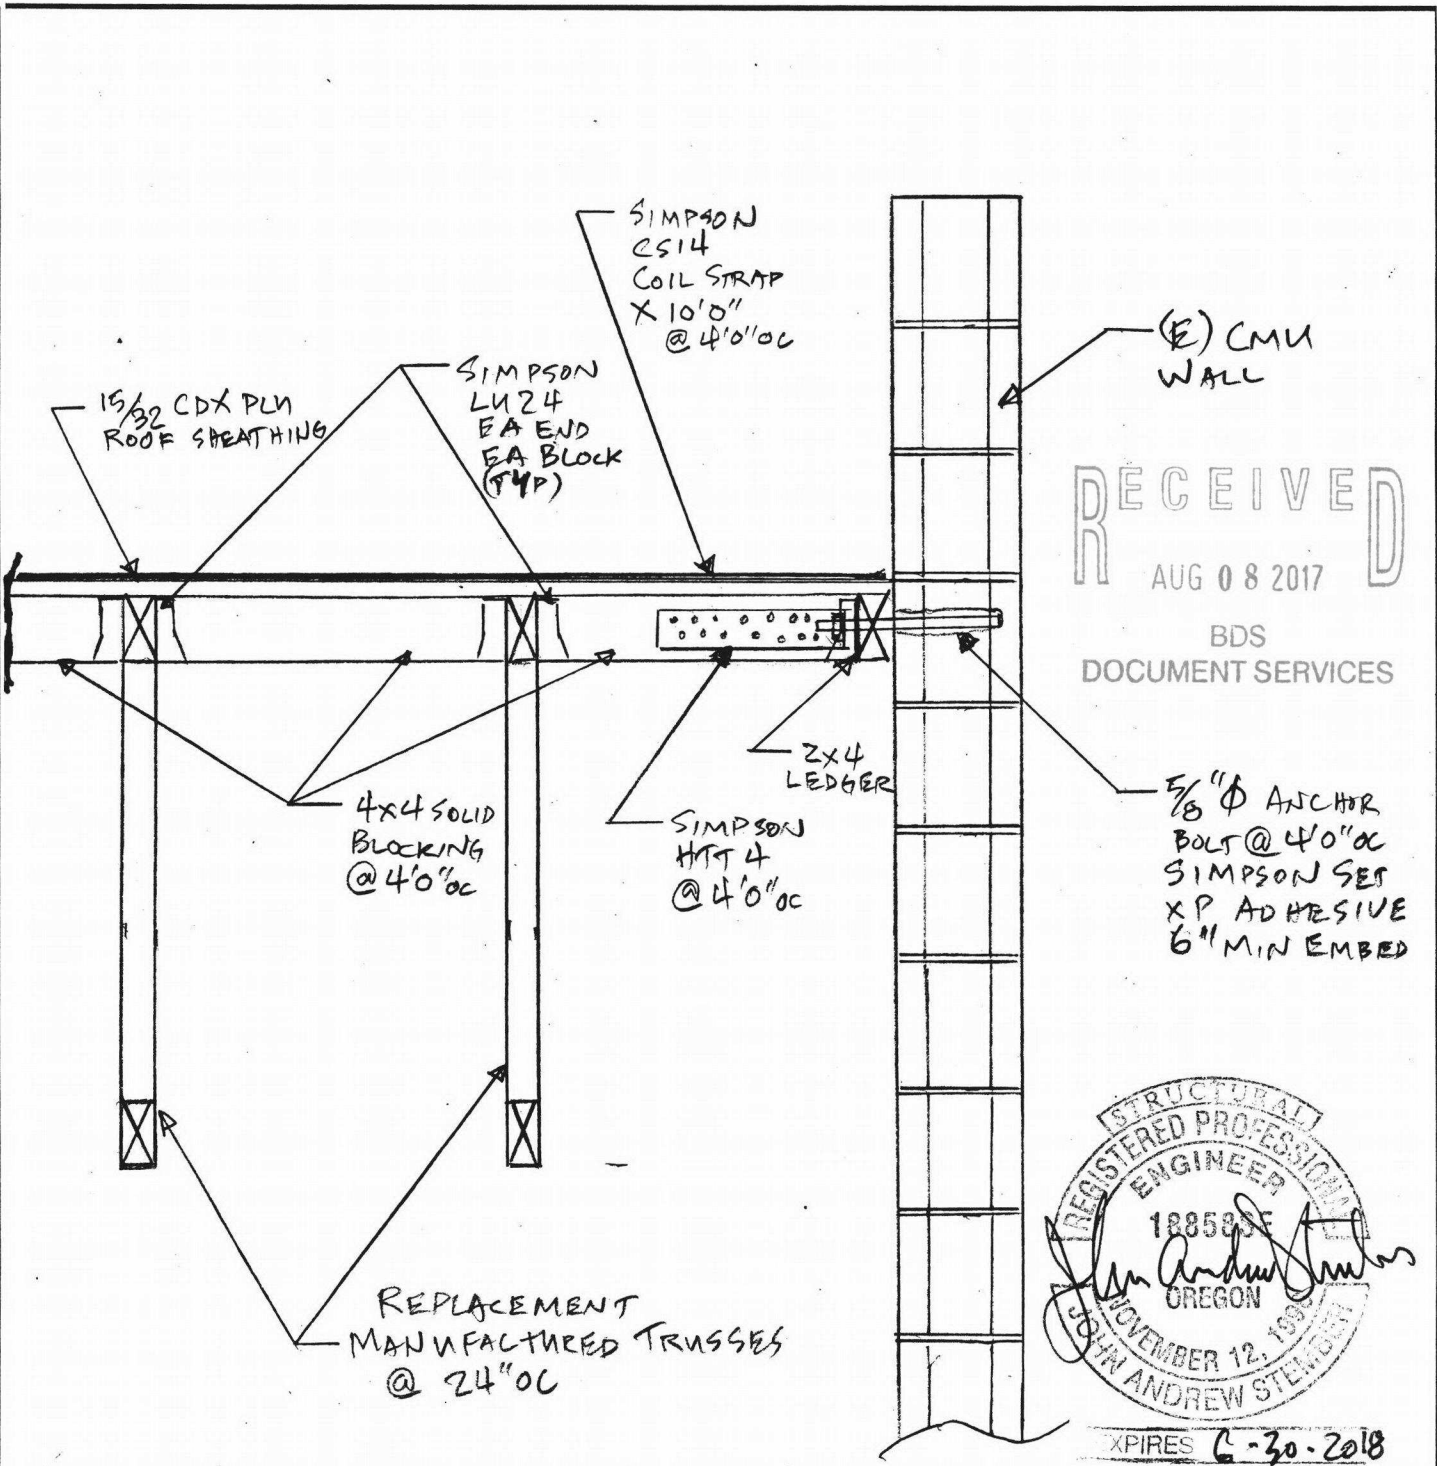 SIMPSON
CS14
COIL STRAP
X 10'0"
@ 4'0"OC
(E) CMU
WALL
SIMPSON
LU24
EA END
EA BLOCK
(TYP)
15/32 CDX PLY
ROOF SHEATHING
RECEIVED
AUG 08 2017
BDS
DOCUMENT SERVICES
2x4
LEDGER
4x4 SOLID
BLOCKING
@ 4'0"OC
SIMPSON
HTT 4
@ 4'0"OC
5/8"Φ ANCHOR
BOLT @ 4'0"OC
SIMPSON SET
XP ADHESIVE
6" MIN EMBED
REPLACEMENT
MANUFACTURED TRUSSES
@ 24"OC
STRUCTURAL
REGISTERED PROFESSIONAL
ENGINEER
OREGON
NOVEMBER 12,
JOHN ANDREW
EXPIRES 6-30-2018